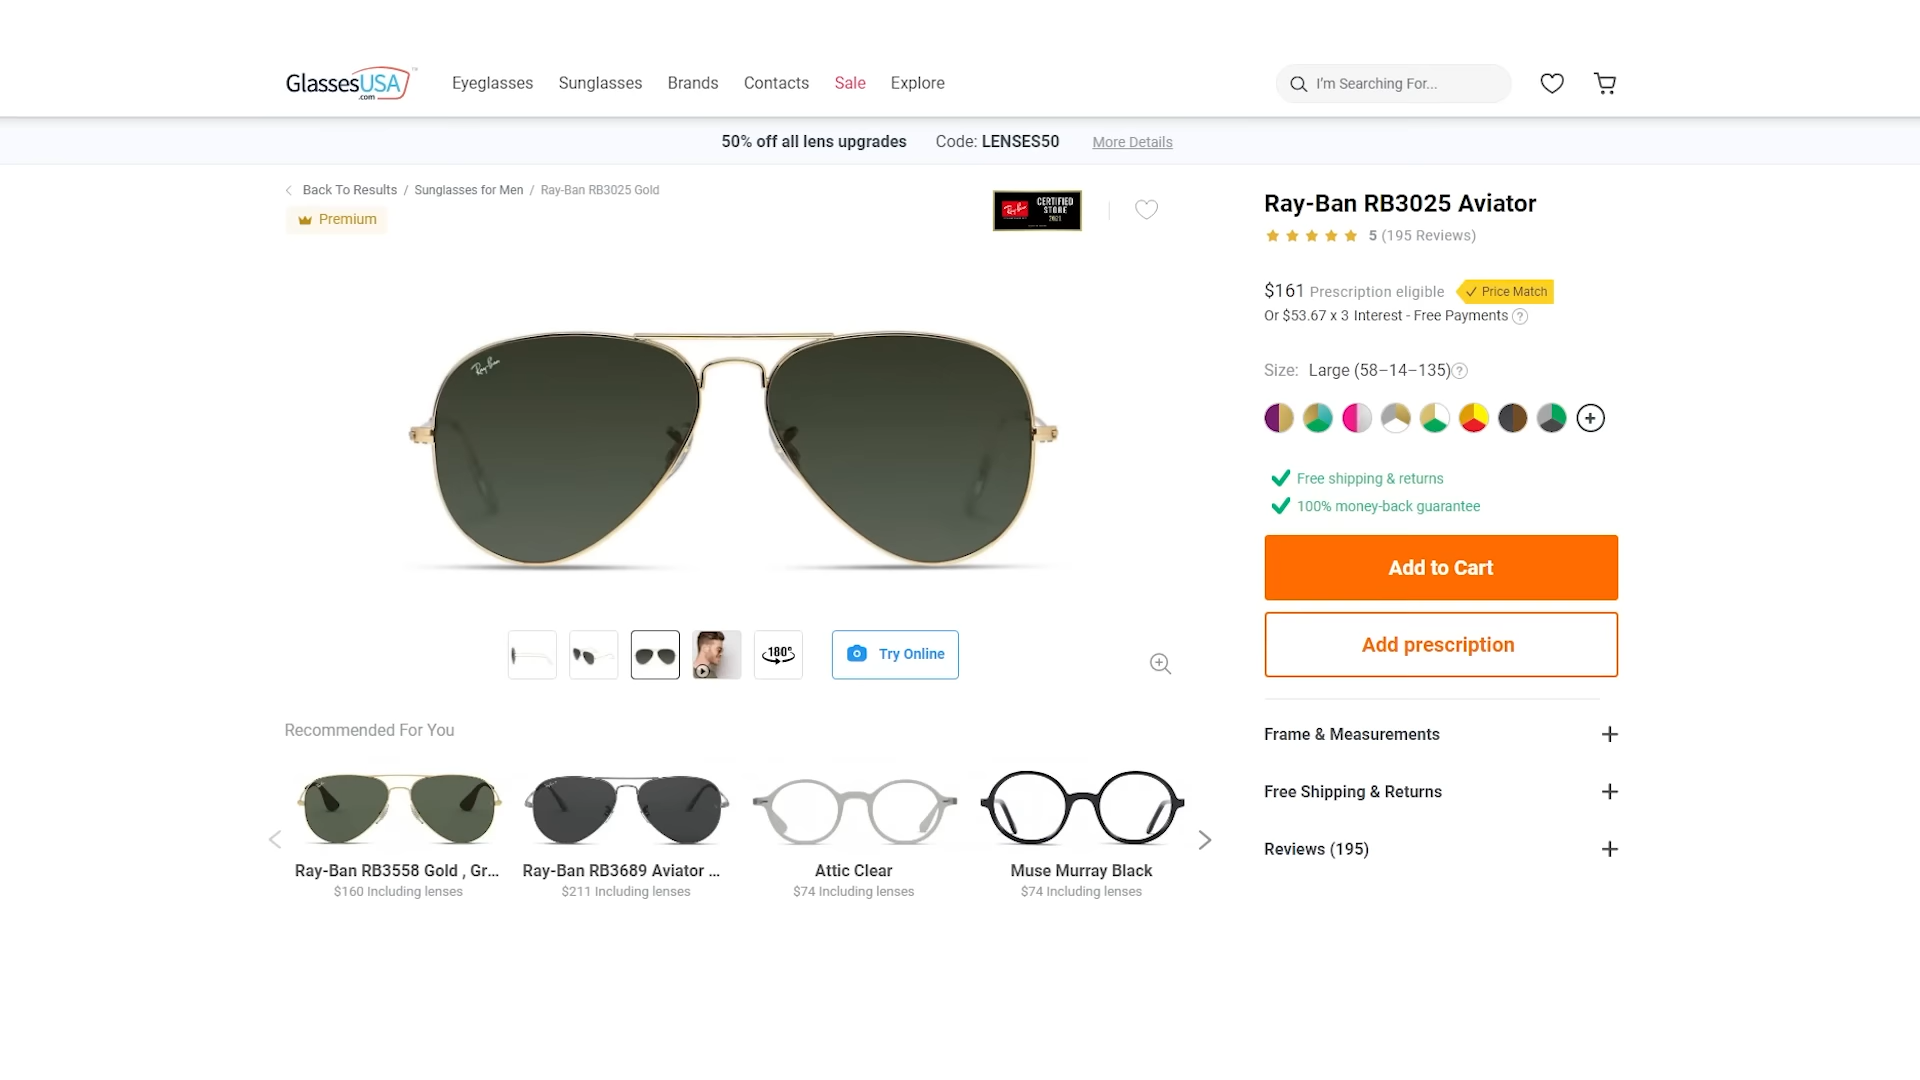 GlassesUSA
.com
Eyeglasses Sunglasses Brands Contacts Sale Explore
I'm Searching For...
50% off all lens upgrades Code: LENSES50 More Details
Back To Results / Sunglasses for Men / Ray-Ban RB3025 Gold
Premium
Ray-Ban
CERTIFIED
STORE
2021
Ray-Ban
180°
Try Online
Ray-Ban RB3025 Aviator
5 (195 Reviews)
$161 Prescription eligible Price Match
Or $53.67 x 3 Interest - Free Payments ?
Size: Large (58–14–135) ?
Free shipping & returns
100% money-back guarantee
Add to Cart
Add prescription
Frame & Measurements
Free Shipping & Returns
Reviews (195)
Recommended For You
Ray-Ban RB3558 Gold , Gr...
$160 Including lenses
Ray-Ban RB3689 Aviator ...
$211 Including lenses
Attic Clear
$74 Including lenses
Muse Murray Black
$74 Including lenses